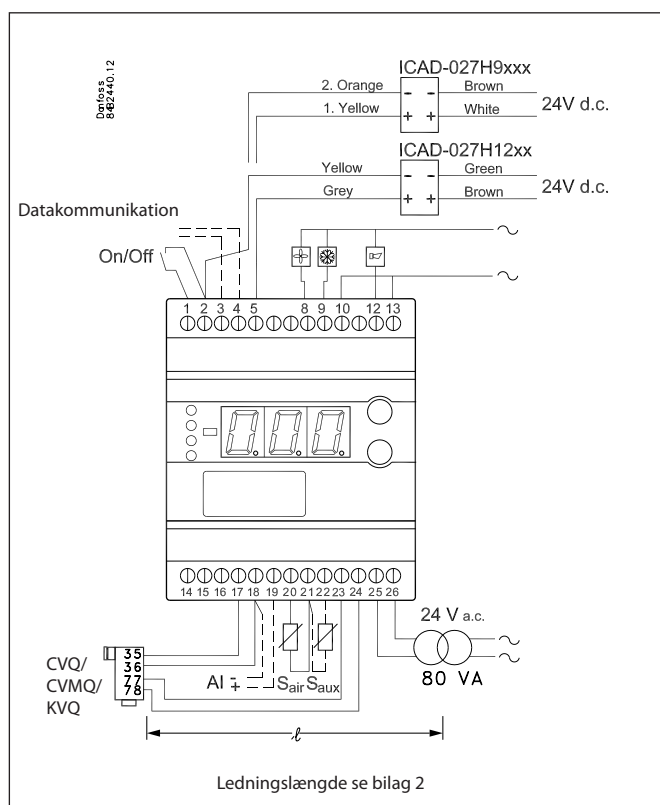 Danfoss
84B2440.12
ICAD-027H9xxx
2. Orange - - Brown
1. Yellow + + White 24V d.c.
ICAD-027H12xx
Yellow - - Green
Grey + + Brown 24V d.c.
Datakommunikation
On/Off
1 2 3 4 5 8 9 10 12 13
14 15 16 17 18 19 20 21 22 23 24 25 26
24 V a.c.
80 VA
CVQ/
CVMQ/
KVQ
35
36
77
78
AI - +
Sair Saux
ℓ
Ledningslængde se bilag 2